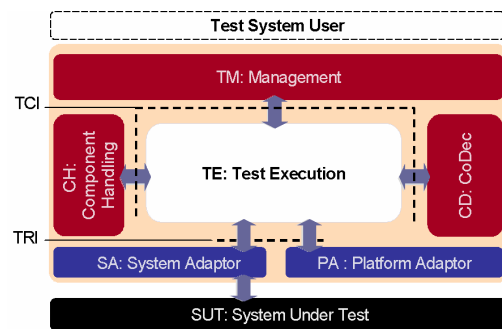 Test System User
TM: Management
TCI
CH:
Component
Handling
TE: Test Execution
CD: CoDec
TRI
SA: System Adaptor
PA : Platform Adaptor
SUT: System Under Test